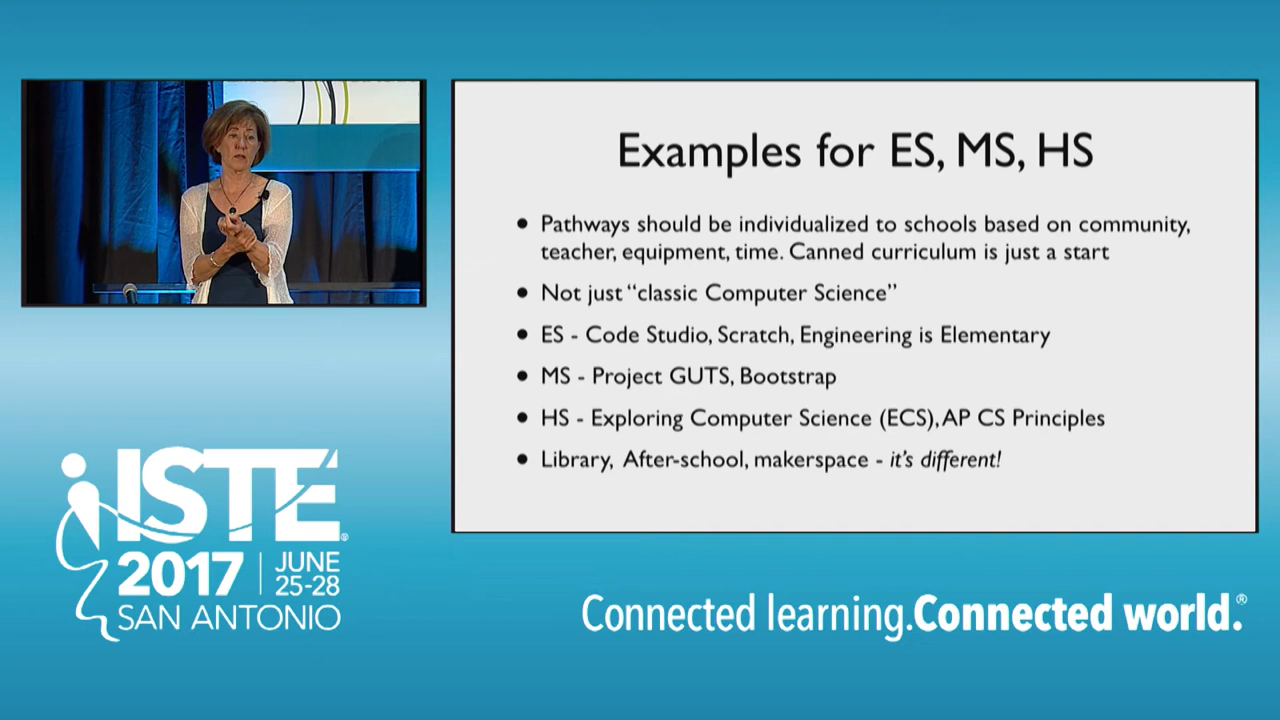 Examples for ES, MS, HS
• Pathways should be individualized to schools based on community,
teacher, equipment, time. Canned curriculum is just a start
• Not just “classic Computer Science”
• ES - Code Studio, Scratch, Engineering is Elementary
• MS - Project GUTS, Bootstrap
• HS - Exploring Computer Science (ECS), AP CS Principles
• Library, After-school, makerspace - it’s different!
ISTE®
2017 | JUNE
25-28
SAN ANTONIO
Connected learning.Connected world.®